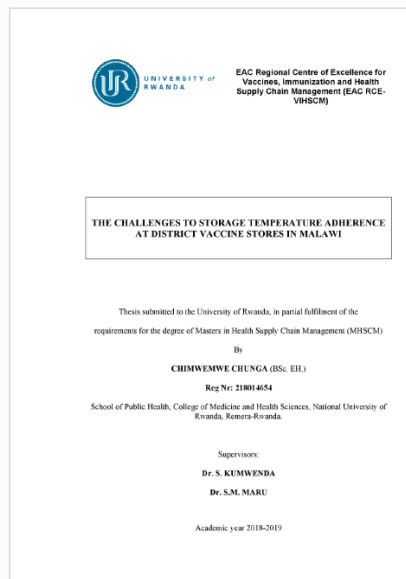 UNIVERSITY of
RWANDA
EAC Regional Centre of Excellence for
Vaccines, Immunization and Health
Supply Chain Management (EAC RCE-
VIHSCM)
THE CHALLENGES TO STORAGE TEMPERATURE ADHERENCE
AT DISTRICT VACCINE STORES IN MALAWI
Thesis submitted to the University of Rwanda, in partial fulfilment of the
requirements for the degree of Masters in Health Supply Chain Management (MHSCM)
By
CHIMWEMWE CHUNGA (BSc. EH.)
Reg Nr: 218014654
School of Public Health, College of Medicine and Health Sciences, National University of
Rwanda, Remera-Rwanda.
Supervisors:
Dr. S. KUMWENDA
Dr. S.M. MARU
Academic year 2018-2019